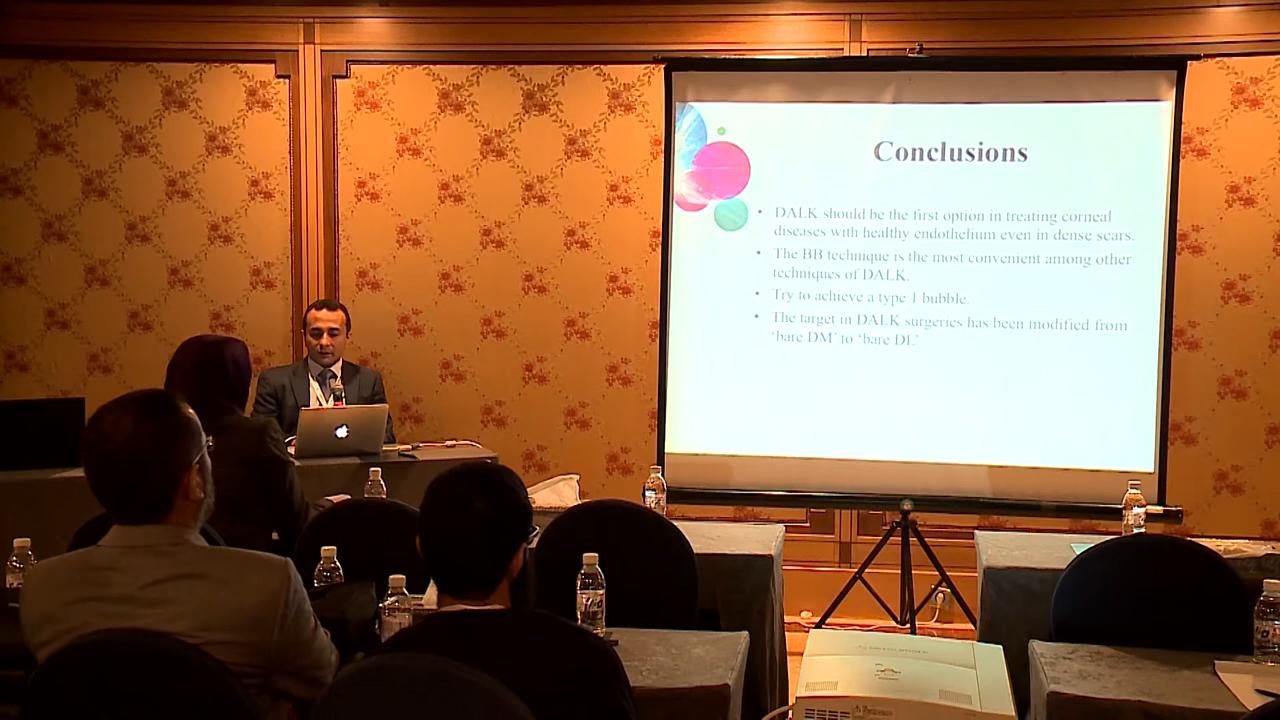 Conclusions
• DALK should be the first option in treating corneal
diseases with healthy endothelium even in dense scars.
• The BB technique is the most convenient among other
techniques of DALK.
• Try to achieve a type 1 bubble.
• The target in DALK surgeries has been modified from
'bare DM' to 'bare DL'